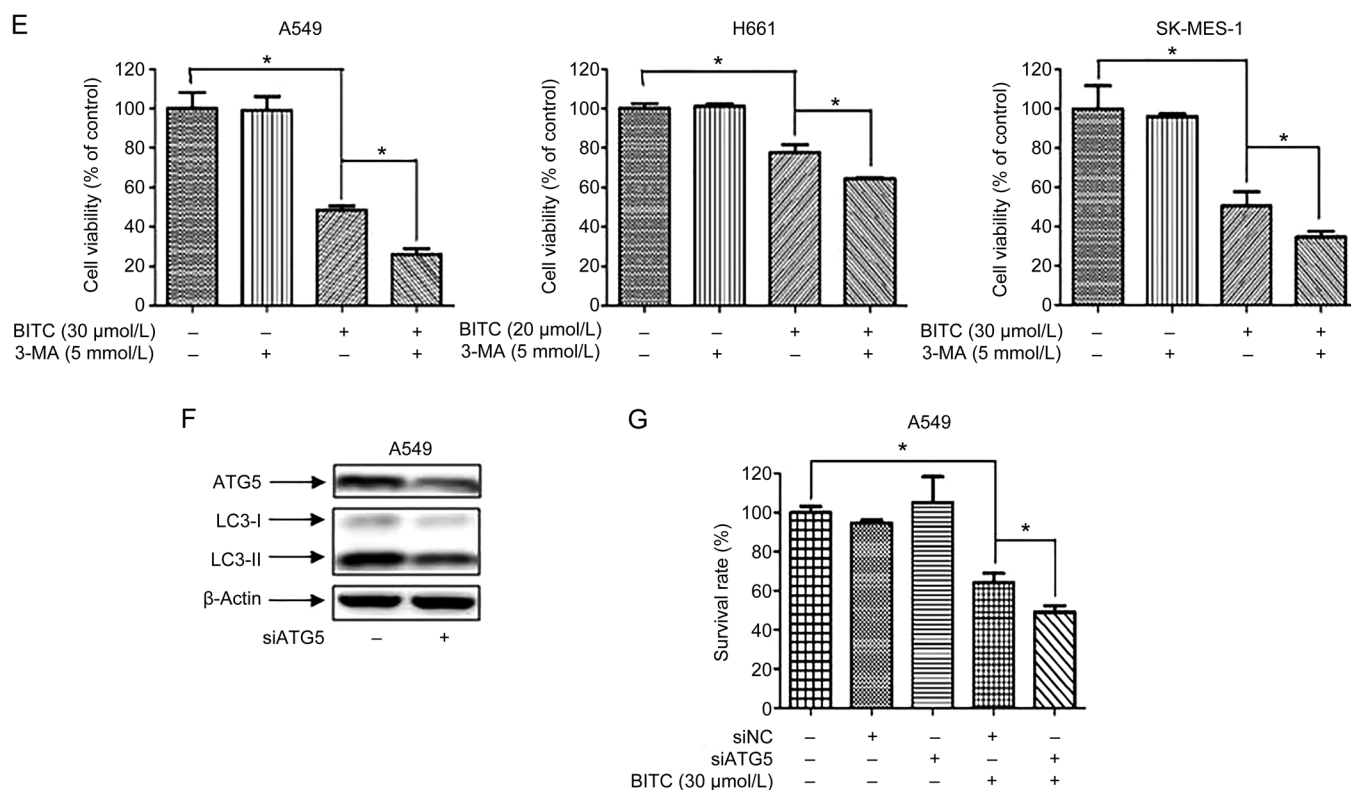 E
A549
Cell viability (% of control)
120
100
80
60
40
20
0
*
*
BITC (30 µmol/L) – – + +
3-MA (5 mmol/L) – + – +
H661
Cell viability (% of control)
120
100
80
60
40
20
0
*
*
BITC (20 µmol/L) – – + +
3-MA (5 mmol/L) – + – +
SK-MES-1
Cell viability (% of control)
120
100
80
60
40
20
0
*
*
BITC (30 µmol/L) – – + +
3-MA (5 mmol/L) – + – +
F
A549
ATG5
LC3-I
LC3-II
β-Actin
siATG5 – +
G
A549
Survival rate (%)
120
100
80
60
40
20
0
*
*
siNC – + – + –
siATG5 – – + – +
BITC (30 µmol/L) – – – + +